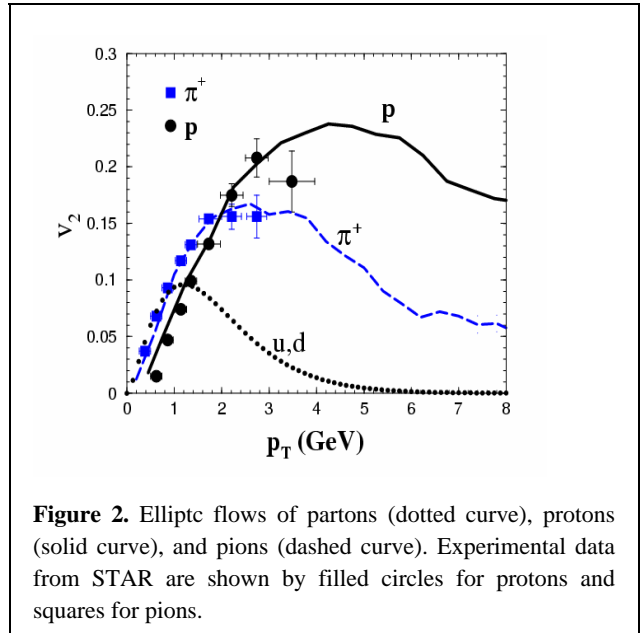 0.3
0.25
0.2
0.15
0.1
0.05
0
v₂
π⁺
p
p
π⁺
u,d
0 1 2 3 4 5 6 7 8
p_T (GeV)
Figure 2. Elliptc flows of partons (dotted curve), protons
(solid curve), and pions (dashed curve). Experimental data
from STAR are shown by filled circles for protons and
squares for pions.